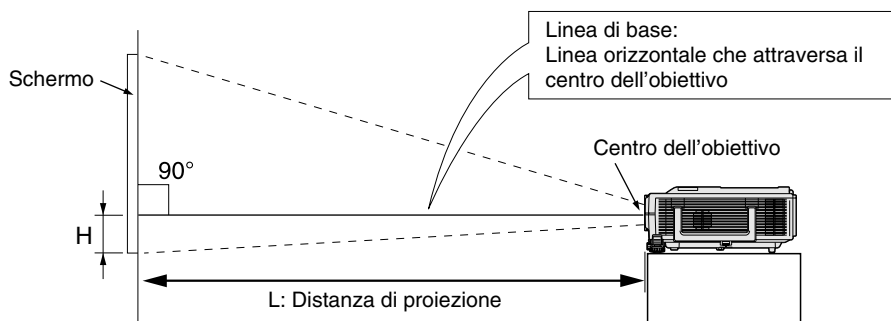 Linea di base:
Linea orizzontale che attraversa il
centro dell'obiettivo
Schermo
Centro dell'obiettivo
90°
H
L: Distanza di proiezione